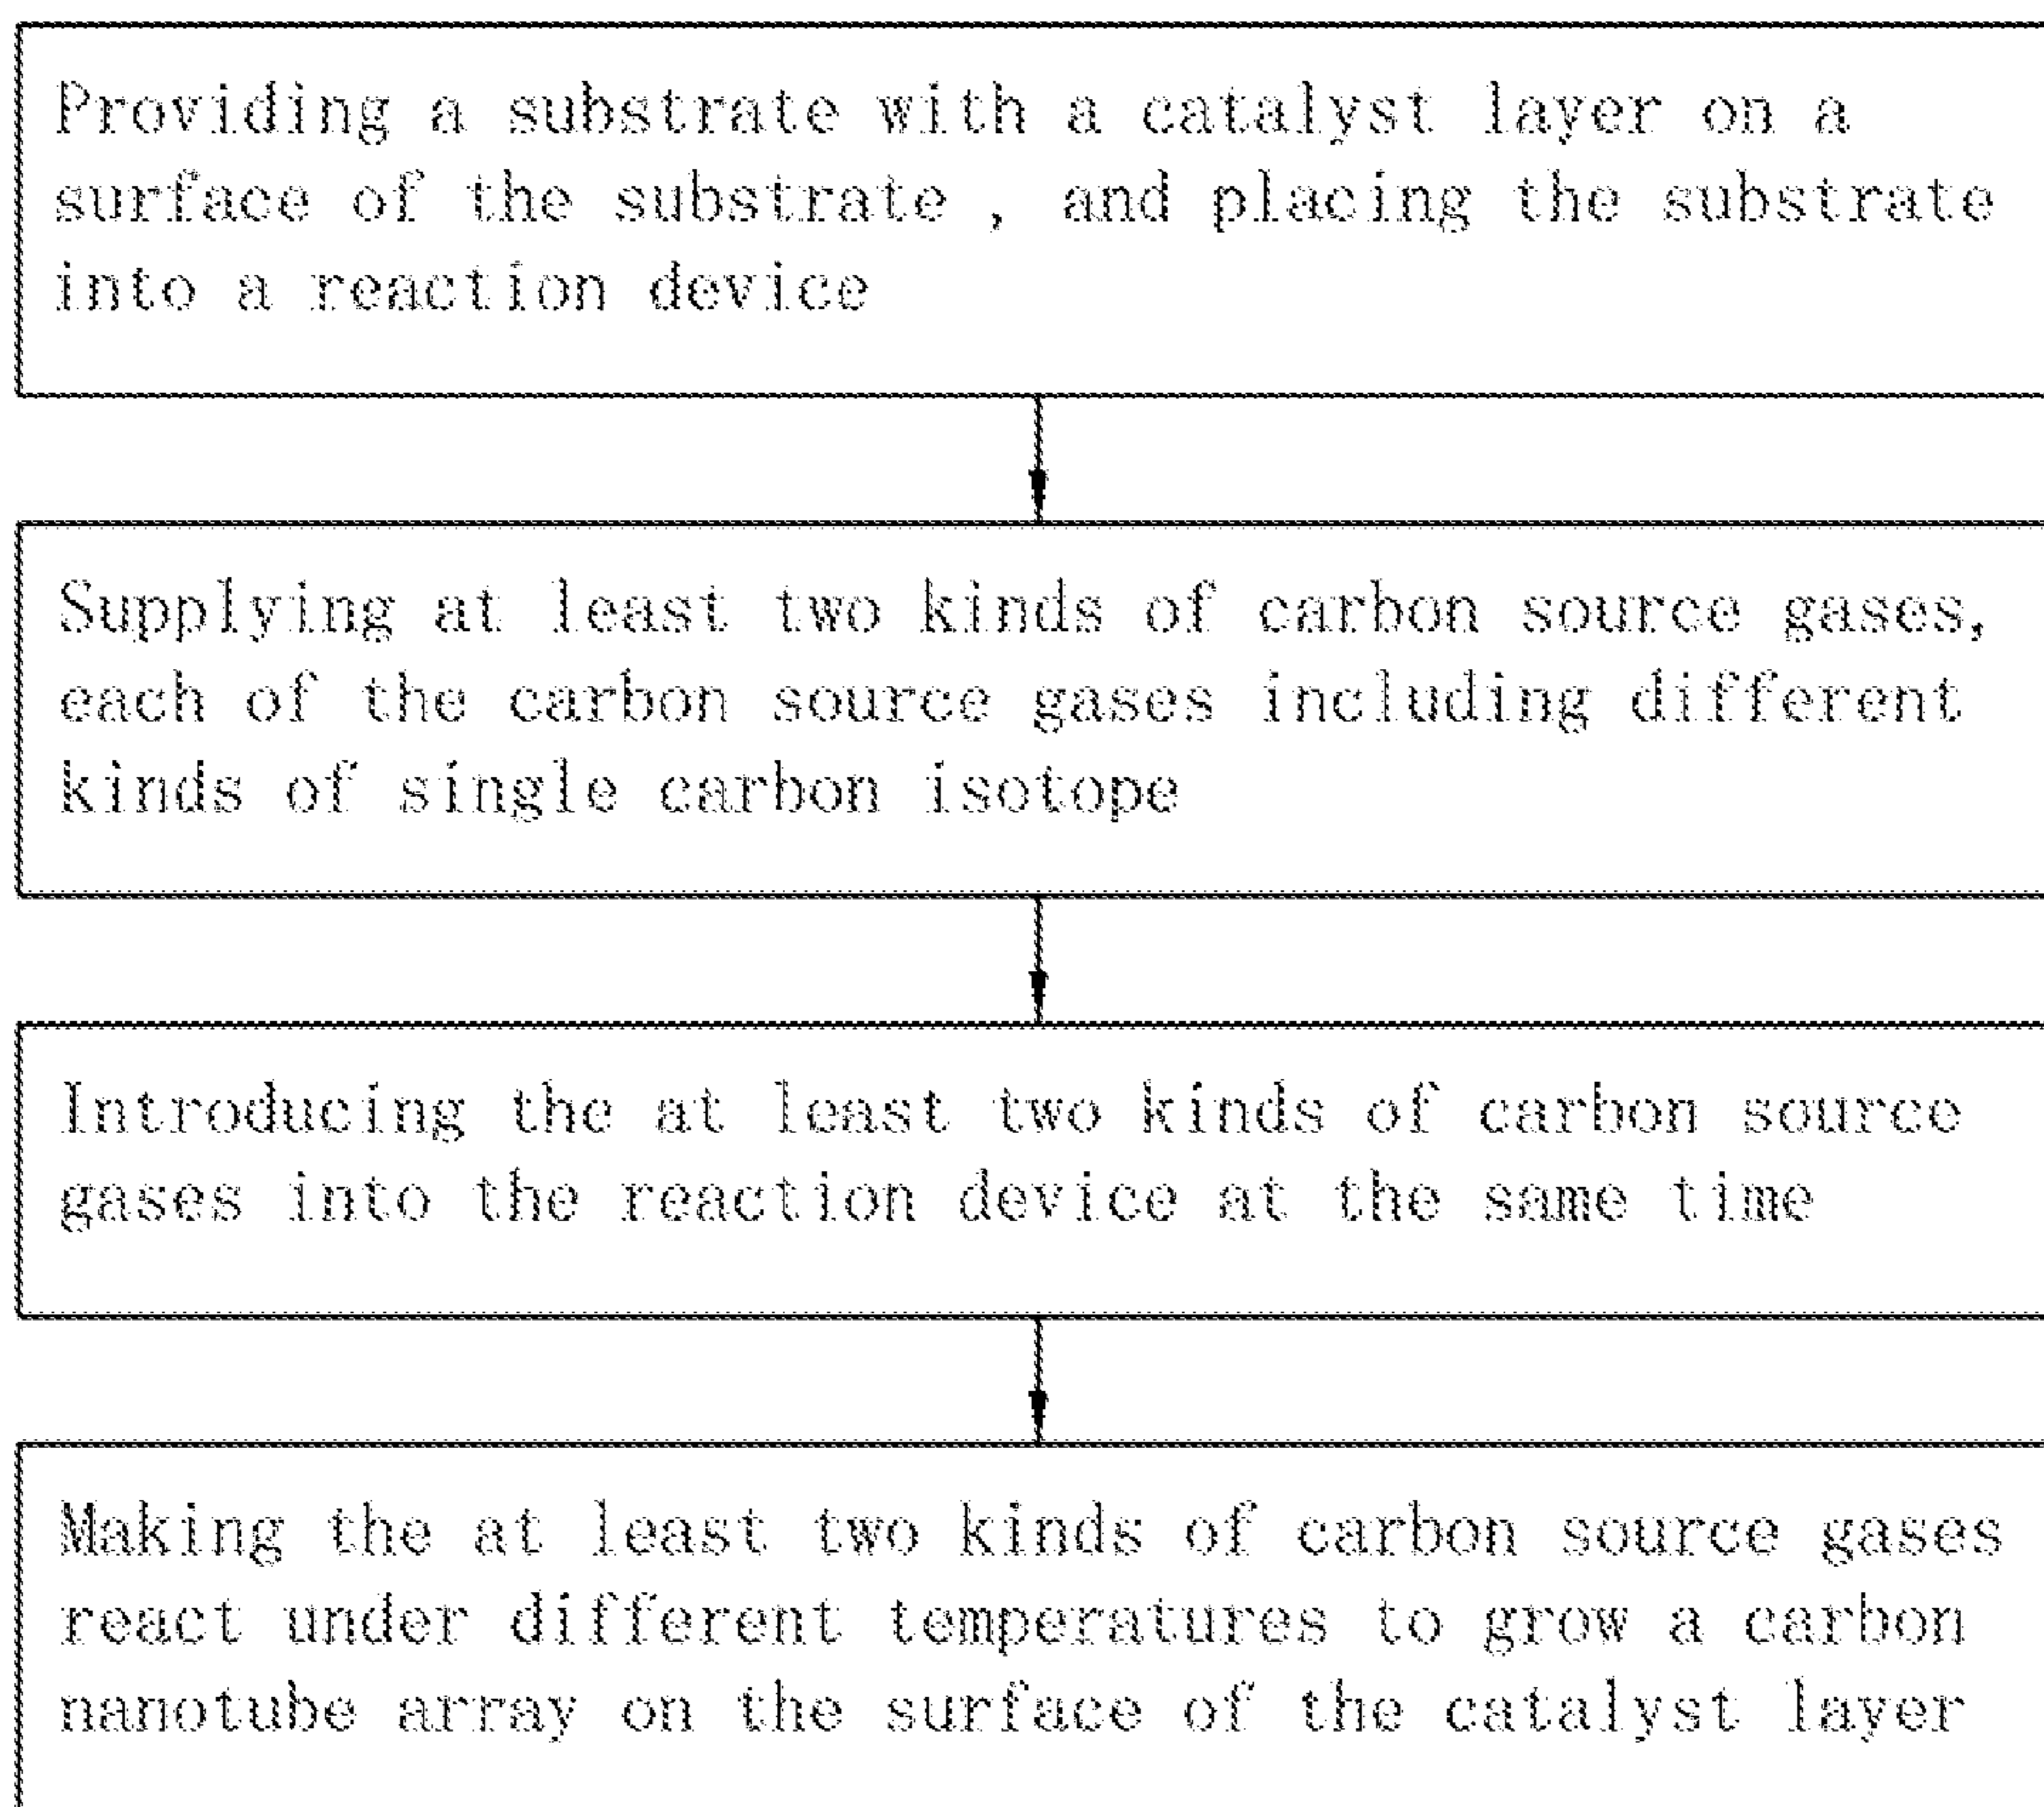 Providing a substrate with a catalyst layer on a
surface of the substrate , and placing the substrate
into a reaction device
Supplying at least two kinds of carbon source gases,
each of the carbon source gases including different
kinds of single carbon isotope
Introducing the at least two kinds of carbon source
gases into the reaction device at the same time
Making the at least two kinds of carbon source gases
react under different temperatures to grow a carbon
nanotube array on the surface of the catalyst layer